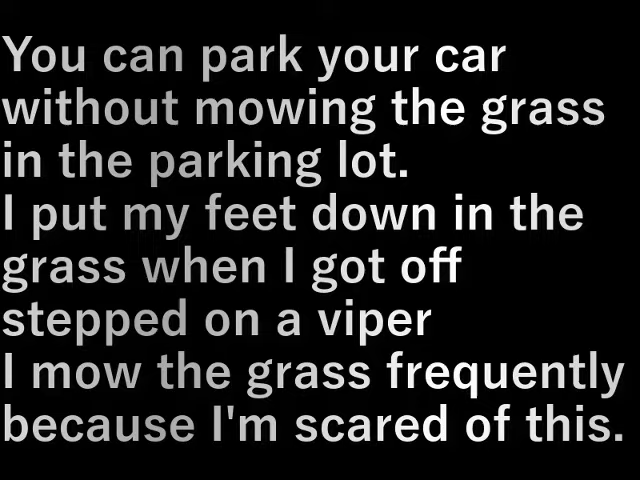 You can park your car
without mowing the grass
in the parking lot.
I put my feet down in the
grass when I got off
stepped on a viper
I mow the grass frequently
because I'm scared of this.